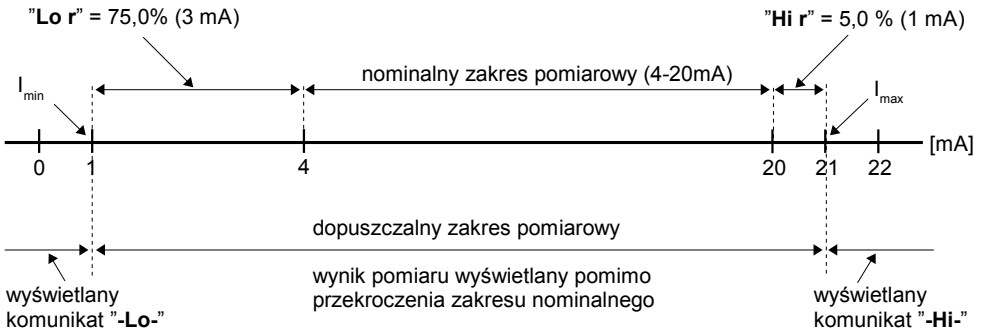 "Lo r" = 75,0% (3 mA)
"Hi r" = 5,0 % (1 mA)
nominalny zakres pomiarowy (4-20mA)
Imin
Imax
[mA]
0 1 4 20 21 22
dopuszczalny zakres pomiarowy
wynik pomiaru wyświetlany pomimo
przekroczenia zakresu nominalnego
wyświetlany
komunikat "-Lo-"
wyświetlany
komunikat "-Hi-"